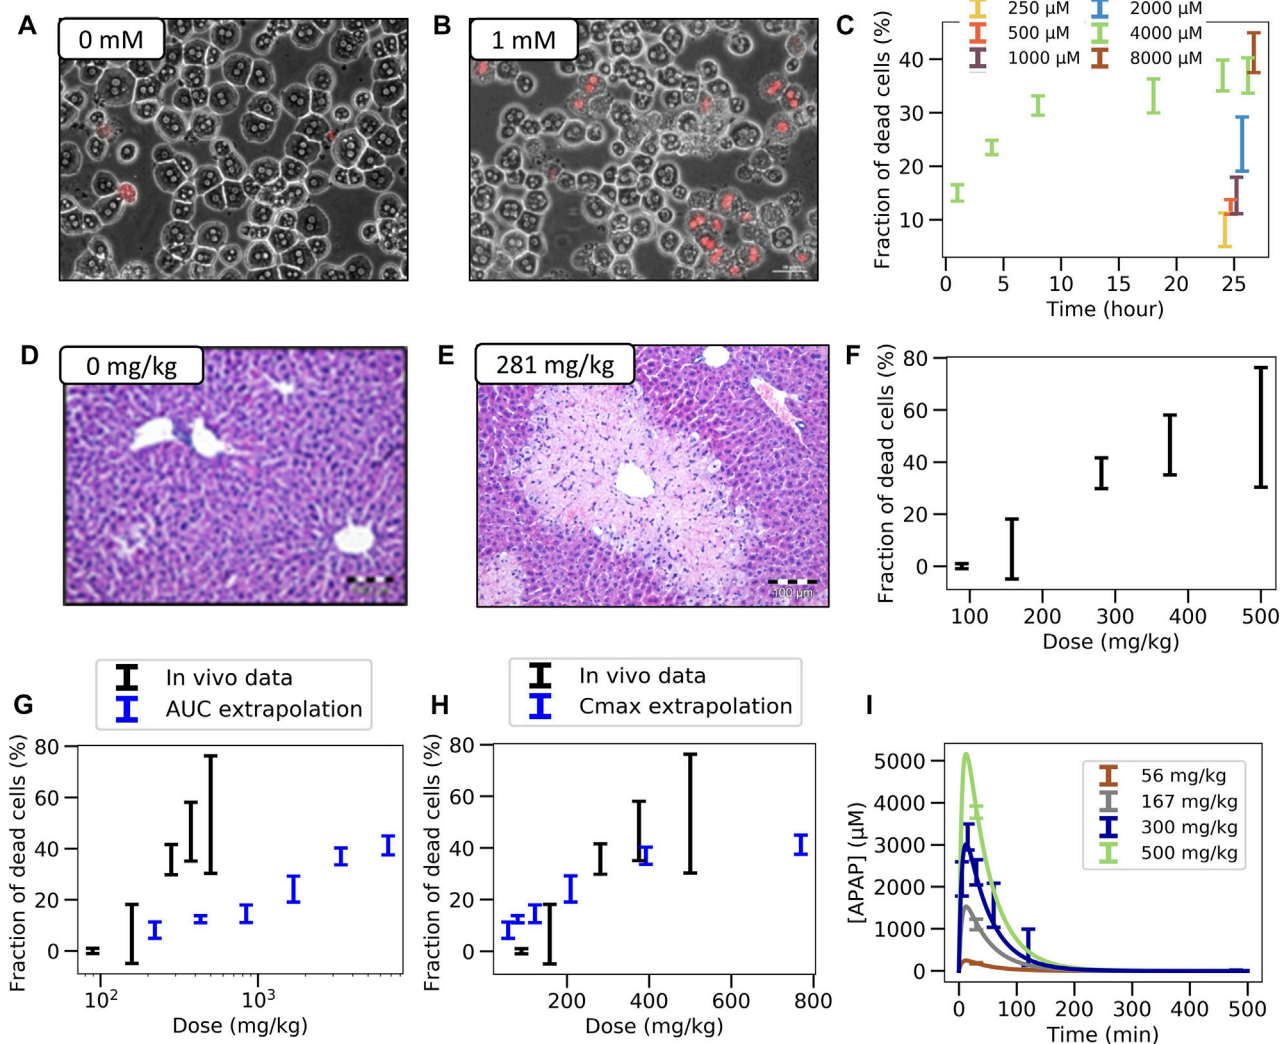 A
0 mM
B
1 mM
C
250 μM
2000 μM
500 μM
4000 μM
1000 μM
8000 μM
Fraction of dead cells (%)
40
30
20
10
0 5 10 15 20 25
Time (hour)
D
0 mg/kg
E
281 mg/kg
100 μm
F
Fraction of dead cells (%)
80
60
40
20
0
100 200 300 400 500
Dose (mg/kg)
G
In vivo data
AUC extrapolation
Fraction of dead cells (%)
80
60
40
20
0
10² 10³
Dose (mg/kg)
H
In vivo data
Cmax extrapolation
Fraction of dead cells (%)
80
60
40
20
0
200 400 600 800
Dose (mg/kg)
I
56 mg/kg
167 mg/kg
300 mg/kg
500 mg/kg
[APAP] (μM)
5000
4000
3000
2000
1000
0
0 100 200 300 400 500
Time (min)